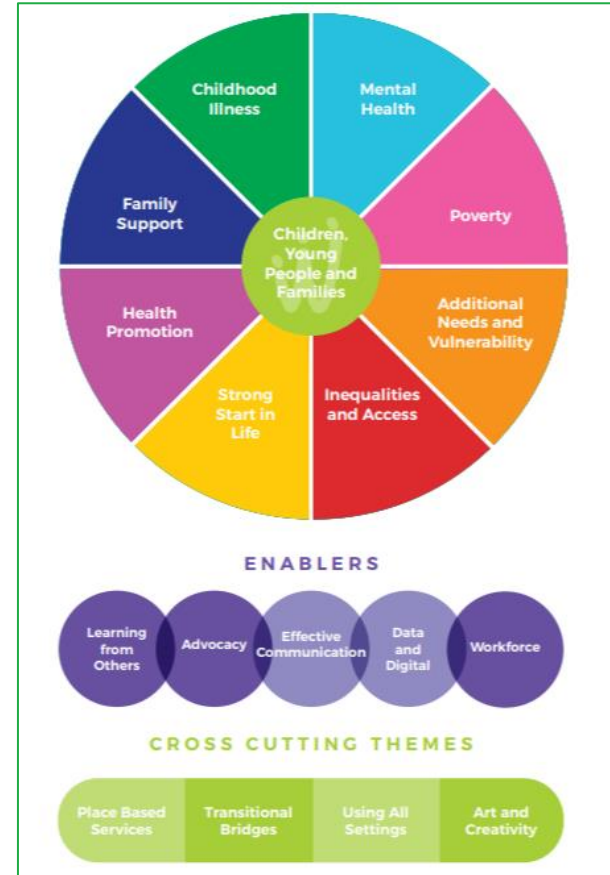 Childhood
Illness
Mental
Health
Family
Support
Poverty
Children,
Young
People and
Families
Health
Promotion
Additional
Needs and
Vulnerability
Strong
Start in
Life
Inequalities
and Access
ENABLERS
Learning
from
Others
Advocacy
Effective
Communication
Data
and
Digital
Workforce
CROSS CUTTING THEMES
Place Based
Services
Transitional
Bridges
Using All
Settings
Art and
Creativity